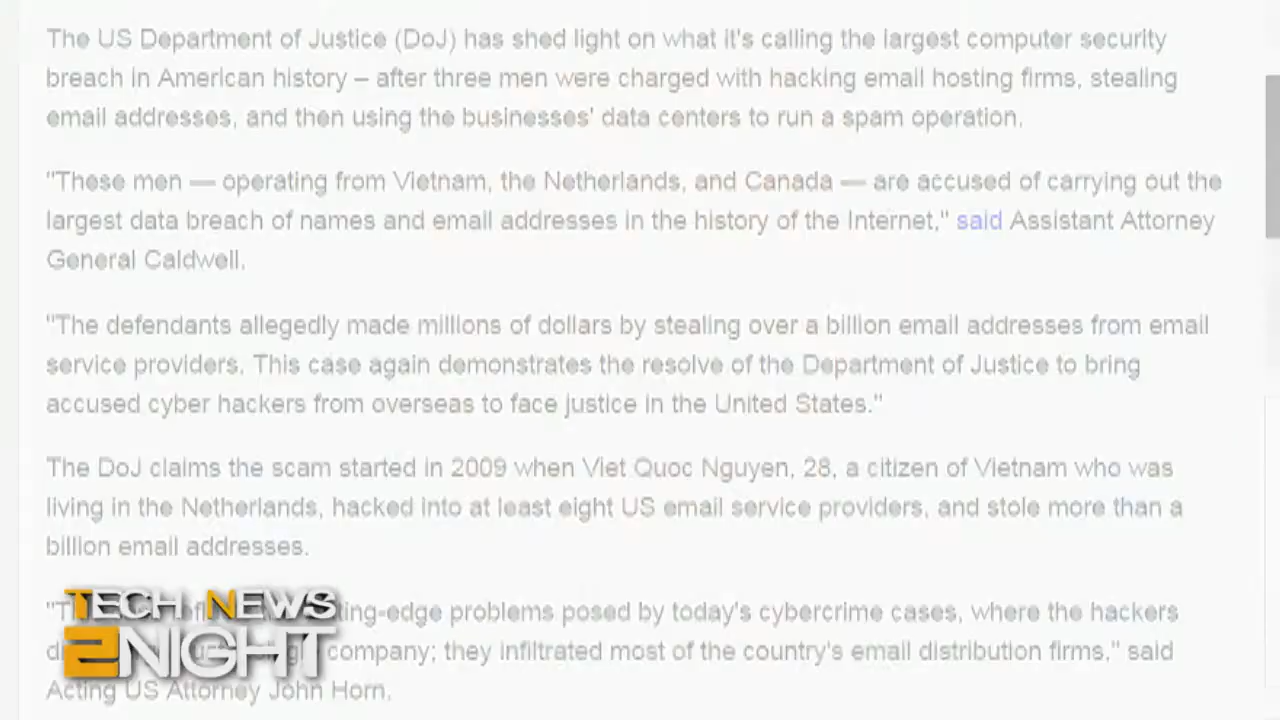 The US Department of Justice (DoJ) has shed light on what it's calling the largest computer security
breach in American history – after three men were charged with hacking email hosting firms, stealing
email addresses, and then using the businesses' data centers to run a spam operation.
"These men — operating from Vietnam, the Netherlands, and Canada — are accused of carrying out the
largest data breach of names and email addresses in the history of the Internet," said Assistant Attorney
General Caldwell.
"The defendants allegedly made millions of dollars by stealing over a billion email addresses from email
service providers. This case again demonstrates the resolve of the Department of Justice to bring
accused cyber hackers from overseas to face justice in the United States."
The DoJ claims the scam started in 2009 when Viet Quoc Nguyen, 28, a citizen of Vietnam who was
living in the Netherlands, hacked into at least eight US email service providers, and stole more than a
billion email addresses.
problems posed by today's cybercrime cases, where the hackers
company; they infiltrated most of the country's email distribution firms," said
Acting US Attorney John Horn.
TECH NEWS
2NIGHT